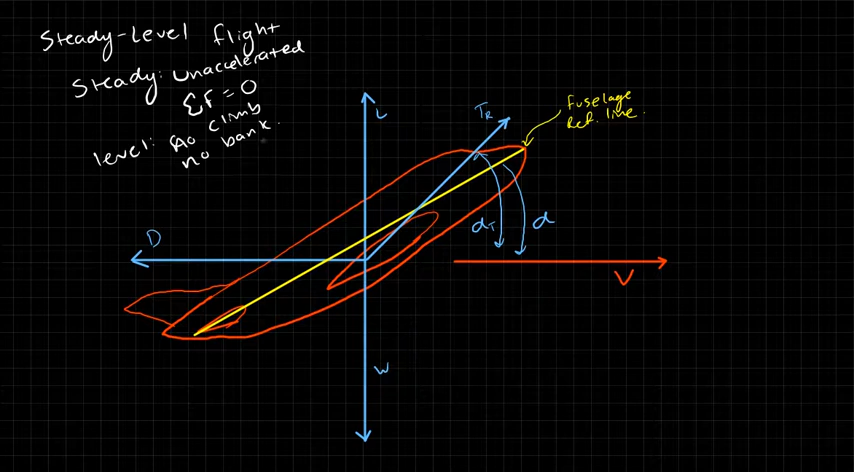 Steady-Level flight
Steady: Unaccelerated
ΣF = 0
level: no climb
no bank.
L
TR
Fuselage
Ref. line.
αT
α
D
V
W